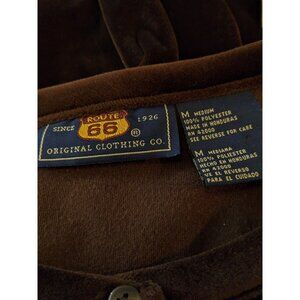 ROUTE
SINCE 66 ® 1926
ORIGINAL CLOTHING CO.
M MEDIUM
100% POLYESTER
MADE IN HONDURAS
RN 42000
SEE REVERSE FOR CARE
M MEDIANA
100% POLIESTER
HECHO EN HONDURAS
RN 42000
VE EL REVERSO
PARA EL CUIDADO